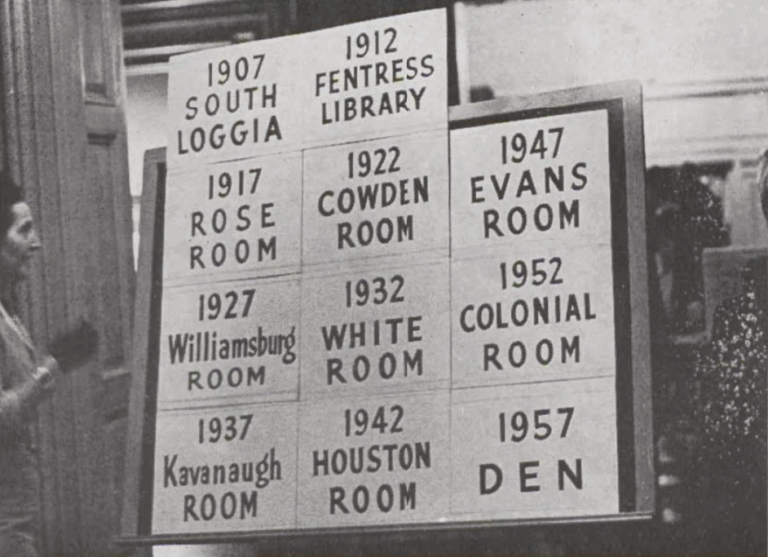 1907
SOUTH
LOGGIA
1912
FENTRESS
LIBRARY
1917
ROSE
ROOM
1922
COWDEN
ROOM
1947
EVANS
ROOM
1927
Williamsburg
ROOM
1932
WHITE
ROOM
1952
COLONIAL
ROOM
1937
Kavanaugh
ROOM
1942
HOUSTON
ROOM
1957
DEN